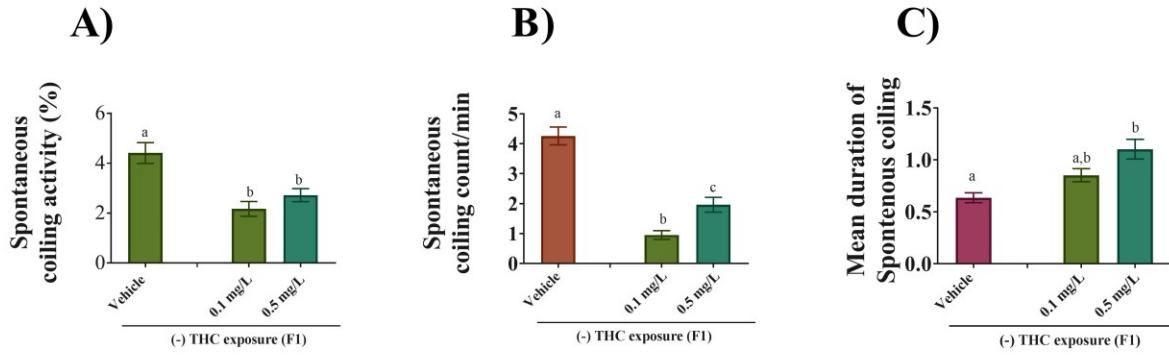 A)
Spontaneous
coiling activity (%)
6
4
2
0
a
b
b
Vehicle
0.1 mg/L
0.5 mg/L
(-) THC exposure (F1)
B)
Spontaneous
coiling count/min
5
4
3
2
1
0
a
b
c
Vehicle
0.1 mg/L
0.5 mg/L
(-) THC exposure (F1)
C)
Mean duration of
Spontenous coiling
1.5
1.0
0.5
0.0
a
a,b
b
Vehicle
0.1 mg/L
0.5 mg/L
(-) THC exposure (F1)